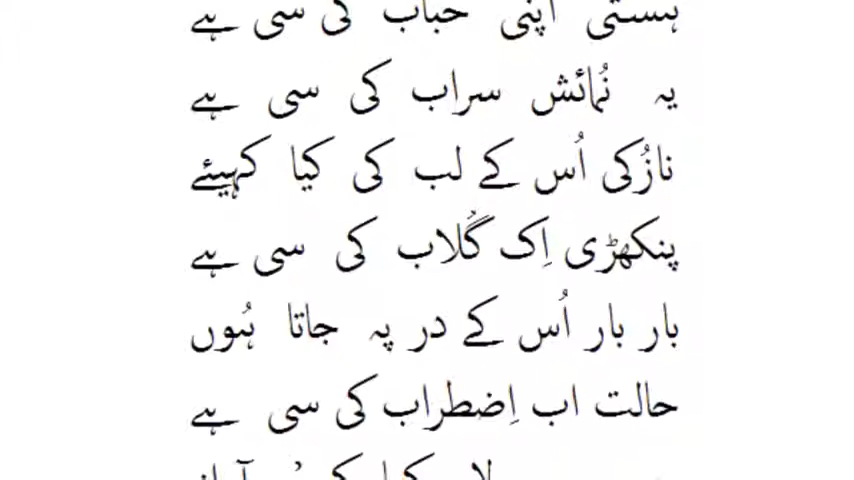 ہستی اپنی حباب کی سی ہے
یہ نُمائش سراب کی سی ہے
نازُکی اُس کے لب کی کیا کہیئے
پنکھڑی اِک گُلاب کی سی ہے
بار بار اُس کے در پہ جاتا ہُوں
حالت اب اِضطراب کی سی ہے